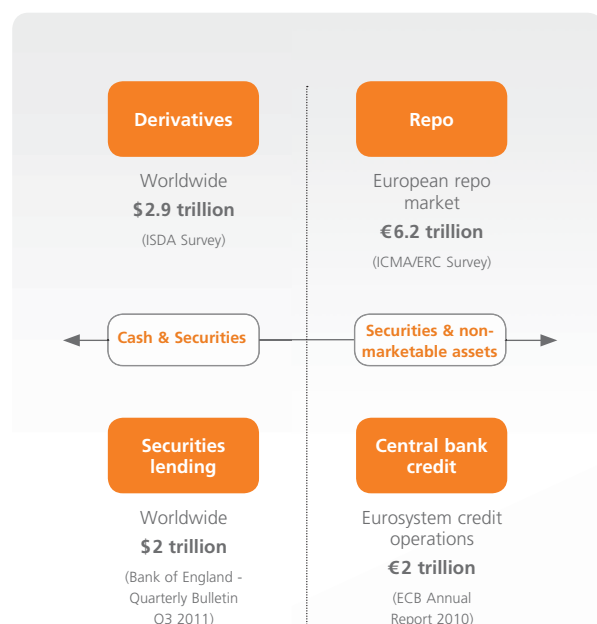 Derivatives
Worldwide
$2.9 trillion
(ISDA Survey)
Repo
European repo
market
€6.2 trillion
(ICMA/ERC Survey)
Cash & Securities
Securities & non-
marketable assets
Securities
lending
Worldwide
$2 trillion
(Bank of England -
Quarterly Bulletin
Q3 2011)
Central bank
credit
Eurosystem credit
operations
€2 trillion
(ECB Annual
Report 2010)